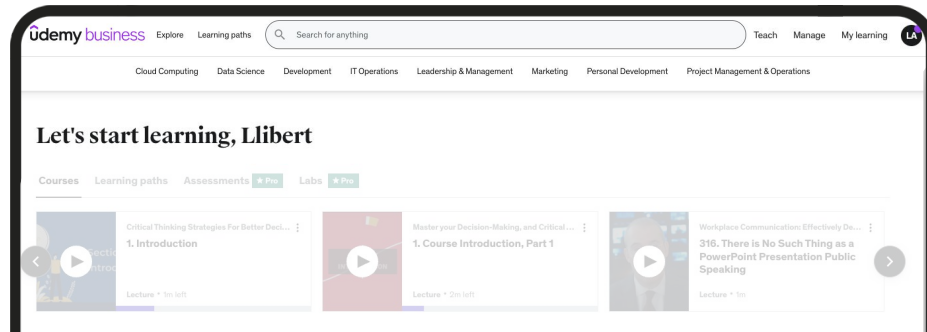 ûdemy business Explore Learning paths Search for anything Teach Manage My learning LA
Cloud Computing Data Science Development IT Operations Leadership & Management Marketing Personal Development Project Management & Operations
Let's start learning, Llibert
Courses Learning paths Assessments ★ Pro Labs ★ Pro
Critical Thinking Strategies For Better Deci...
1. Introduction
Lecture • 1m left
Master your Decision-Making, and Critical ...
1. Course Introduction, Part 1
Lecture • 2m left
Workplace Communication: Effectively De...
316. There is No Such Thing as a
PowerPoint Presentation Public
Speaking
Lecture • 1m